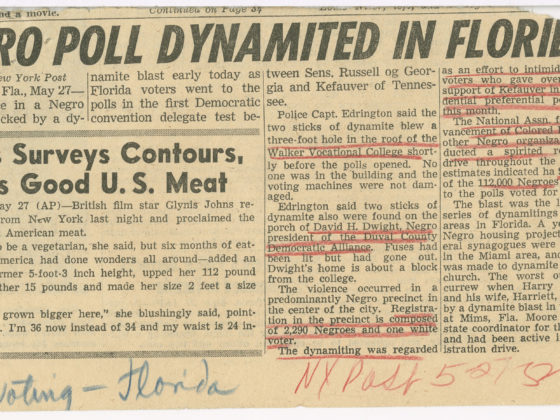 nd a movie.
Continued on Page 34
RO POLL DYNAMITED IN FLORI
New York Post
Fla., May 27—
ce in a Negro
cked by a dy-
namite blast early today as
Florida voters went to the
polls in the first Democratic
convention delegate test be-
tween Sens. Russell og Geor-
gia and Kefauver of Tennes-
see.
Police Capt. Edrington said the
two sticks of dynamite blew a
three-foot hole in the roof of the
Walker Vocational College short-
ly before the polls opened. No
one was in the building and the
voting machines were not dam-
aged.
Edrington said two sticks of
dynamite also were found on the
porch of David H. Dwight, Negro
president of the Duval County
Democratic Alliance. Fuses had
been lit but had gone out.
Dwight's home is about a block
from the college.
The violence occurred in a
predominantly Negro precinct in
the center of the city. Registra-
tion in the precinct is composed
of 2,290 Negroes and one white
voter.
The dynamiting was regarded
as an effort to intimid
voters who gave over
support of Kefauver in
dential preferential p
this month.
The National Assn. f
vancement of Colored
other Negro organiza
ducted a spirited r
drive throughout the
estimates indicated 5
of the 112,000 Negroes
to the polls voted for
The blast was the l
series of dynamiting
areas in Florida. A ye
Negro housing project
eral synagogues were
in the Miami area, and
was made to dynamite
church. The worst o
curred when Harry
and his wife, Harriett,
by a dynamite blast in
at Mims, Fla. Moore
state coordinator for t
and had been active i
istration drive.
s Surveys Contours,
s Good U. S. Meat
ay 27 (AP)—British film star Glynis Johns re-
rom New York last night and proclaimed the
American meat.
to be a vegetarian, she said, but six months of eat-
America had done wonders all around—added an
rmer 5-foot-3 inch height, upped her 112 pound
ther 15 pounds and made her size 2 feet a size
grown bigger here," she blushingly said, point-
. I'm 36 now instead of 34 and my waist is 24 in-
Voting — Florida
NY Post 5